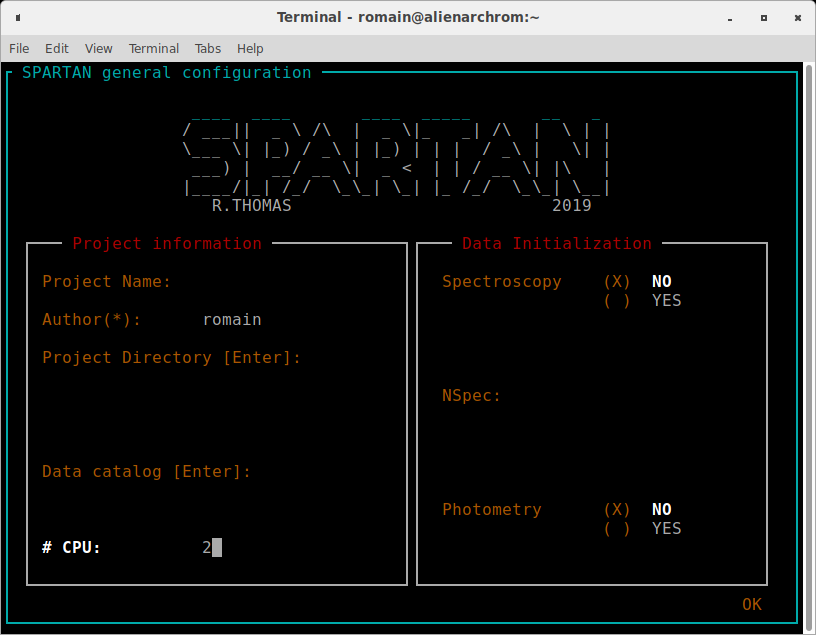 Terminal - romain@alienarchrom:~
File Edit View Terminal Tabs Help
SPARTAN general configuration
SPARTAN
R.THOMAS 2019
Project information
Project Name:
Author(*): romain
Project Directory [Enter]:
Data catalog [Enter]:
# CPU: 2
Data Initialization
Spectroscopy (X) NO
( ) YES
NSpec:
Photometry (X) NO
( ) YES
OK